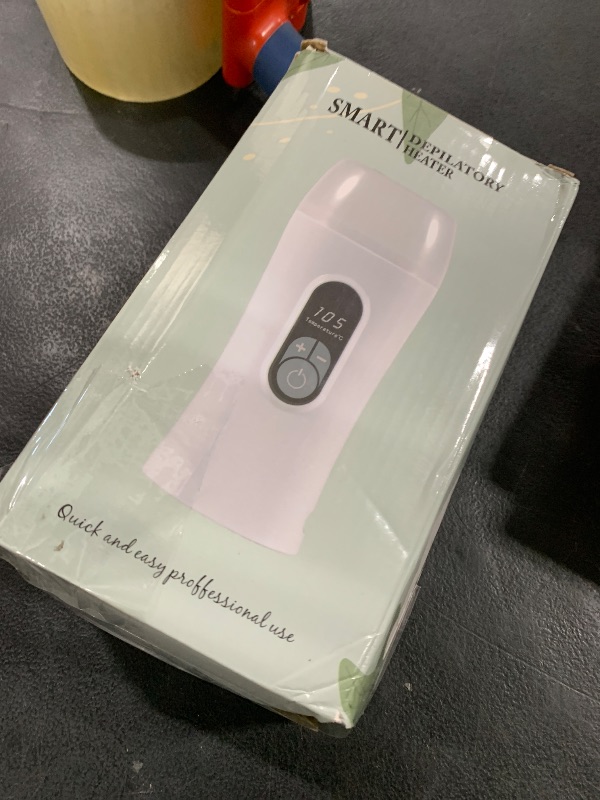 SMART | DEPILATORY
HEATER
105
Temperature°C
+ -
Quick and easy proffessional use